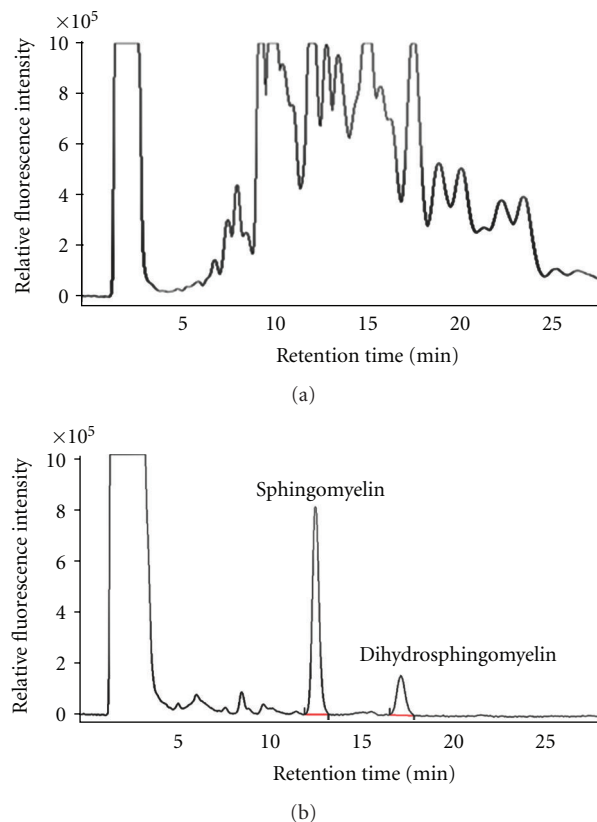 ×10⁵
Relative fluorescence intensity
10
8
6
4
2
0
5 10 15 20 25
Retention time (min)
(a)
×10⁵
Relative fluorescence intensity
10
8
6
4
2
0
Sphingomyelin
Dihydrosphingomyelin
5 10 15 20 25
Retention time (min)
(b)